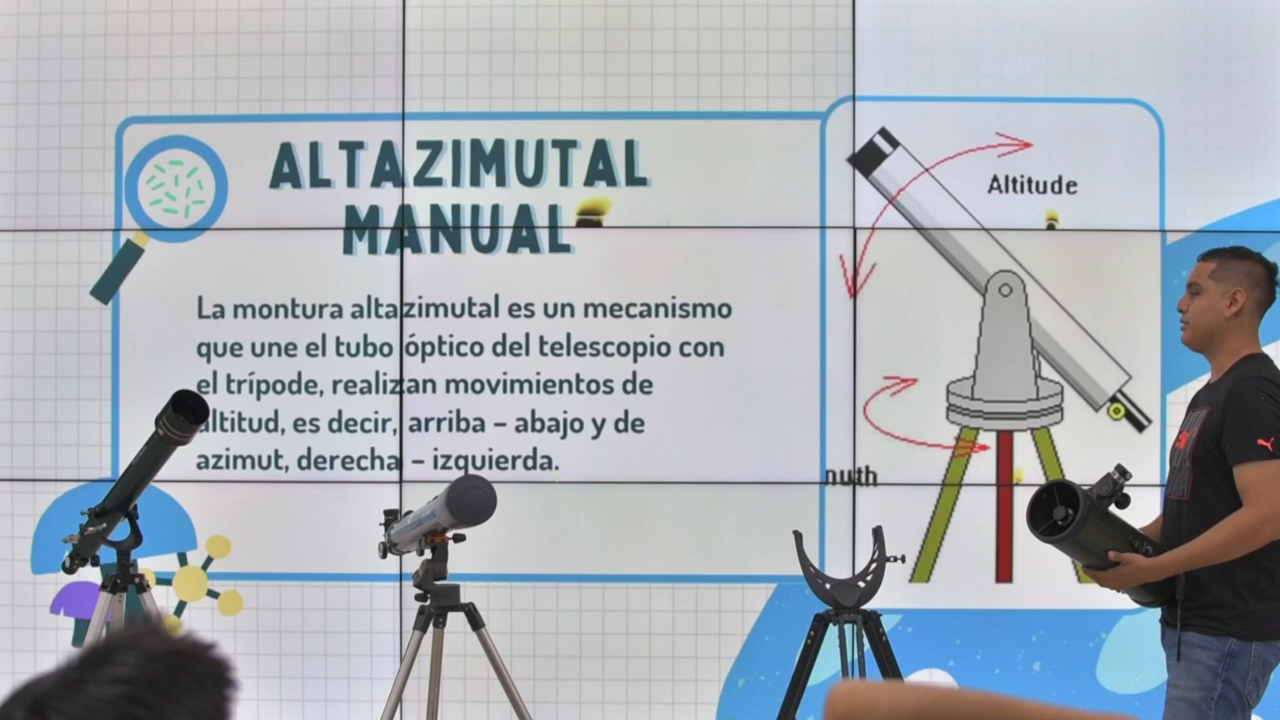 ALTAZIMUTAL
MANUAL
La montura altazimutal es un mecanismo
que une el tubo óptico del telescopio con
el trípode, realizan movimientos de
altitud, es decir, arriba – abajo y de
azimut, derecha – izquierda.
Altitude
nuth